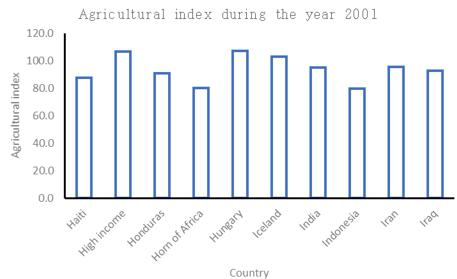 Agricultural index during the year 2001
120.0
100.0
80.0
60.0
40.0
20.0
0.0
Agricultural index
Haiti
High income
Honduras
Horn of Africa
Hungary
Iceland
India
Indonesia
Iran
Iraq
Country